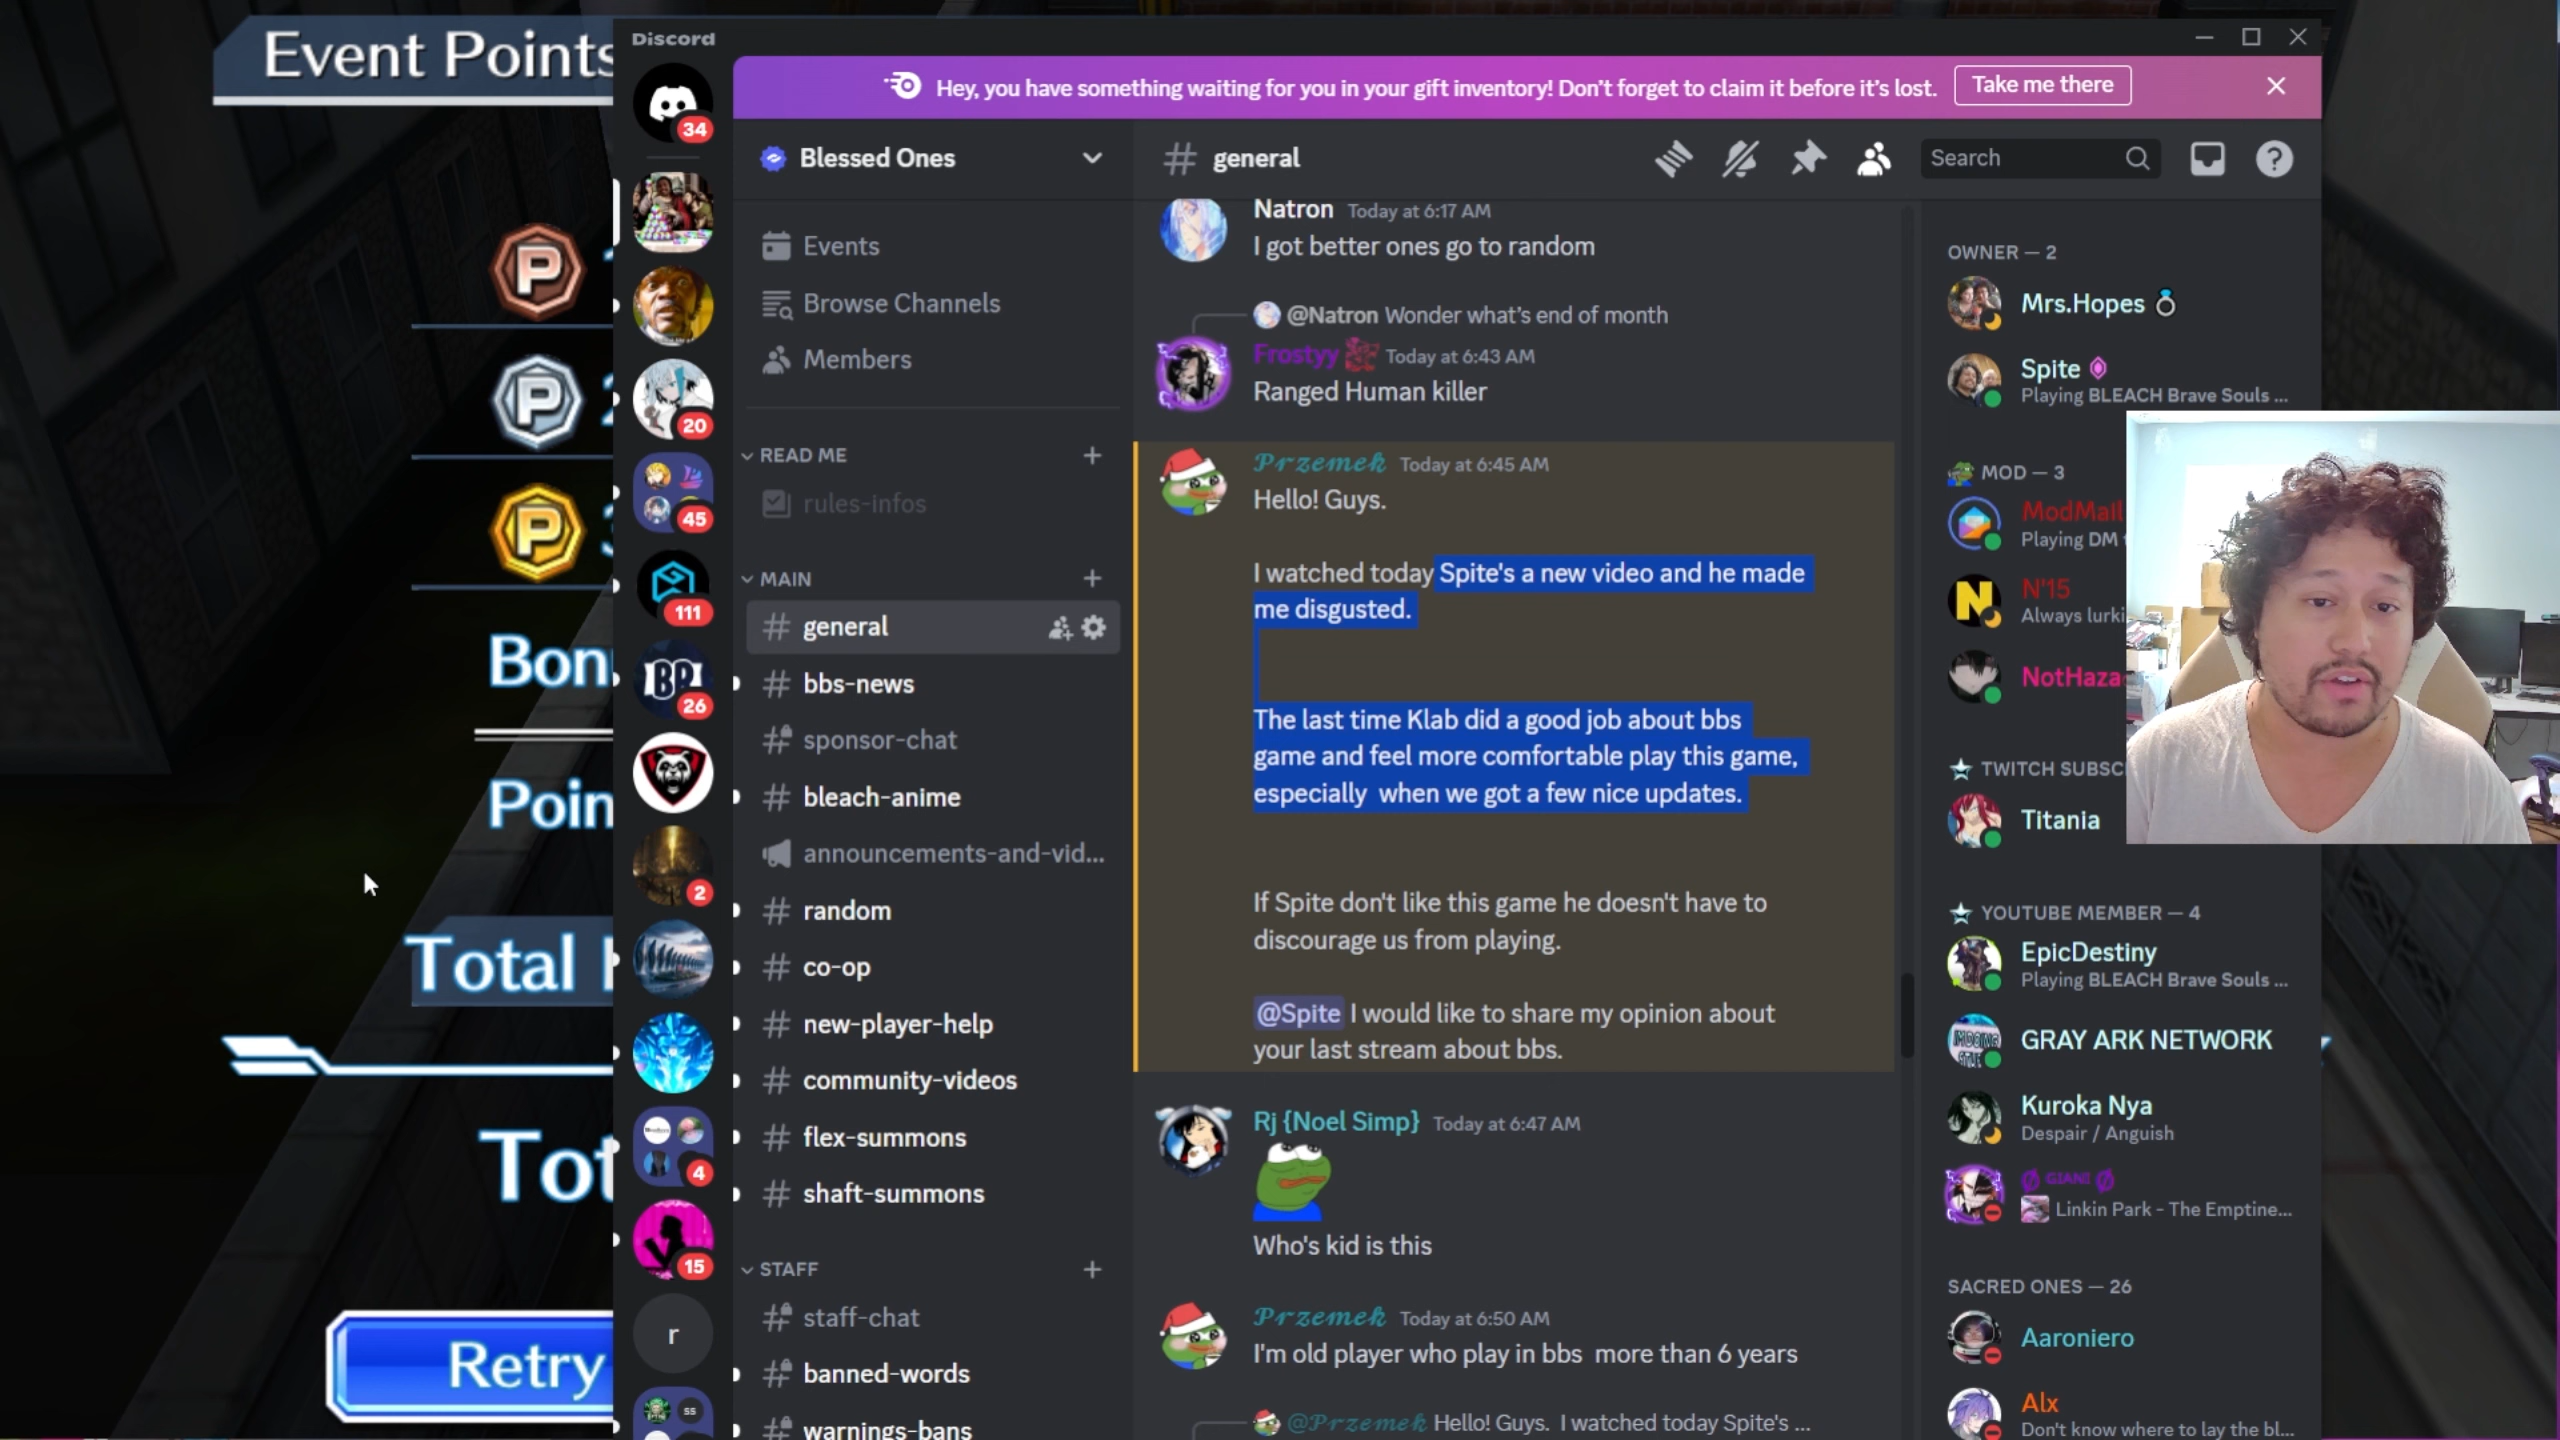 Event Points
Bon
Poin
Total
Tot
Retry
Discord
34
20
45
111
26
2
4
15
r
ss
Hey, you have something waiting for you in your gift inventory! Don't forget to claim it before it's lost.
Take me there
Blessed Ones
Events
Browse Channels
Members
READ ME
rules-infos
MAIN
general
bbs-news
sponsor-chat
bleach-anime
announcements-and-vid...
random
co-op
new-player-help
community-videos
flex-summons
shaft-summons
STAFF
staff-chat
banned-words
warnings-bans
general
Search
Natron Today at 6:17 AM
I got better ones go to random
@Natron Wonder what's end of month
Frostyy Today at 6:43 AM
Ranged Human killer
Przemek Today at 6:45 AM
Hello! Guys.
I watched today Spite's a new video and he made
me disgusted.
The last time Klab did a good job about bbs
game and feel more comfortable play this game,
especially when we got a few nice updates.
If Spite don't like this game he doesn't have to
discourage us from playing.
@Spite I would like to share my opinion about
your last stream about bbs.
Rj {Noel Simp} Today at 6:47 AM
Who's kid is this
Przemek Today at 6:50 AM
I'm old player who play in bbs more than 6 years
@Przemek Hello! Guys. I watched today Spite's ...
OWNER — 2
Mrs.Hopes
Spite
Playing BLEACH Brave Souls ...
MOD — 3
ModMail
Playing DM
N'15
Always lurki
NotHaza
TWITCH SUBSC
Titania
YOUTUBE MEMBER — 4
EpicDestiny
Playing BLEACH Brave Souls ...
GRAY ARK NETWORK
Kuroka Nya
Despair / Anguish
Ø GIANI Ø
Linkin Park - The Emptine...
SACRED ONES — 26
Aaroniero
Alx
Don't know where to lay the bl...